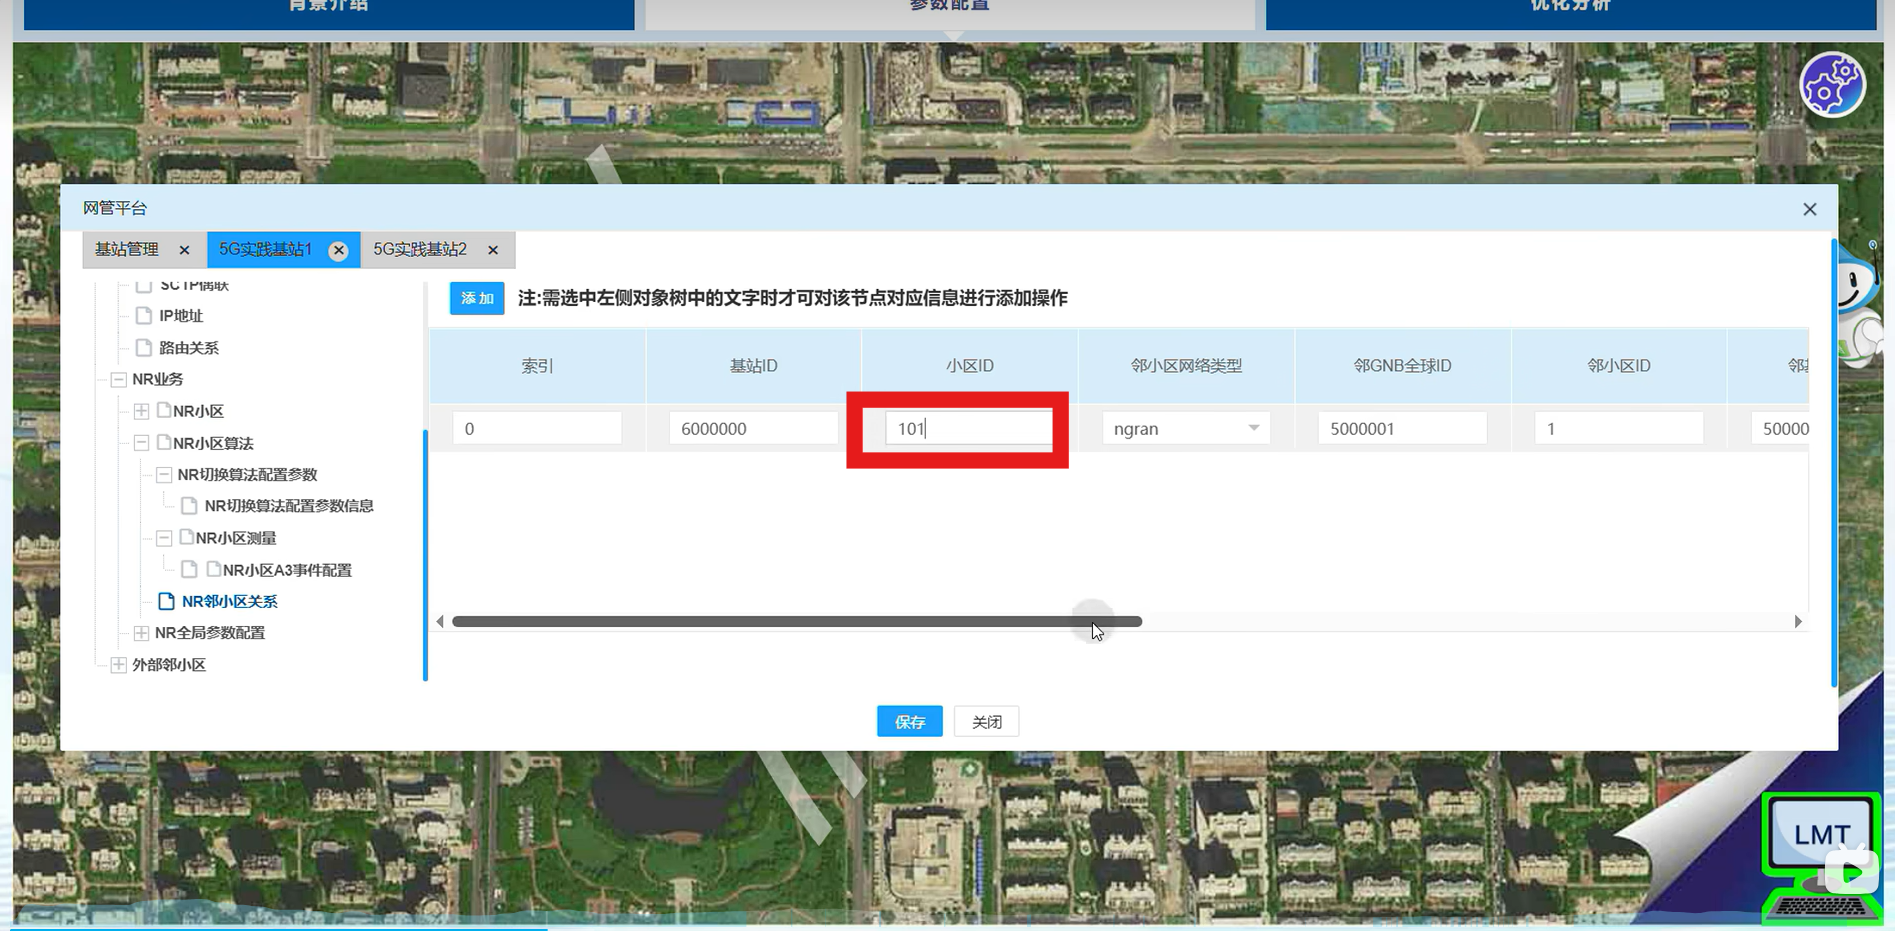 背景介绍
参数配置
优化分析
网管平台
基站管理 × 5G实践基站1 × 5G实践基站2 ×
SCTP偶联
IP地址
路由关系
NR业务
NR小区
NR小区算法
NR切换算法配置参数
NR切换算法配置参数信息
NR小区测量
NR小区A3事件配置
NR邻小区关系
NR全局参数配置
外部邻小区
添加 注:需选中左侧对象树中的文字时才可对该节点对应信息进行添加操作
索引 基站ID 小区ID 邻小区网络类型 邻GNB全球ID 邻小区ID 邻
0 6000000 101 ngran 5000001 1 50000
保存 关闭
LMT